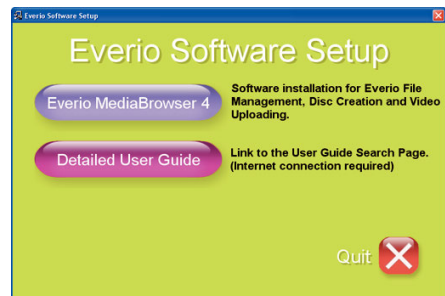 Everio Software Setup
Everio Software Setup
Everio MediaBrowser 4
Software installation for Everio File
Management, Disc Creation and Video
Uploading.
Detailed User Guide
Link to the User Guide Search Page.
(Internet connection required)
Quit